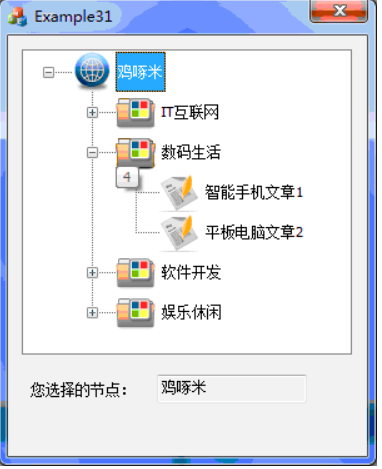 Example31
鸡啄米
IT互联网
数码生活
4
智能手机文章1
平板电脑文章2
软件开发
娱乐休闲
您选择的节点： 鸡啄米